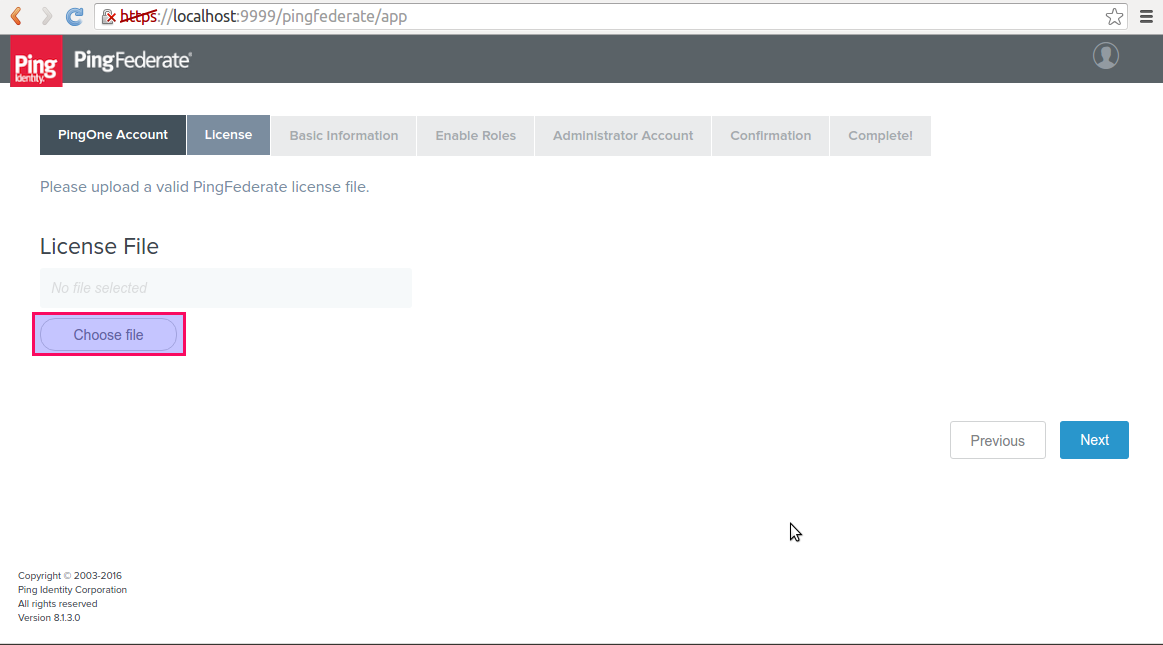 https://localhost:9999/pingfederate/app
Ping
Identity.
PingFederate®
PingOne Account License Basic Information Enable Roles Administrator Account Confirmation Complete!
Please upload a valid PingFederate license file.
License File
No file selected
Choose file
Previous Next
Copyright © 2003-2016
Ping Identity Corporation
All rights reserved
Version 8.1.3.0